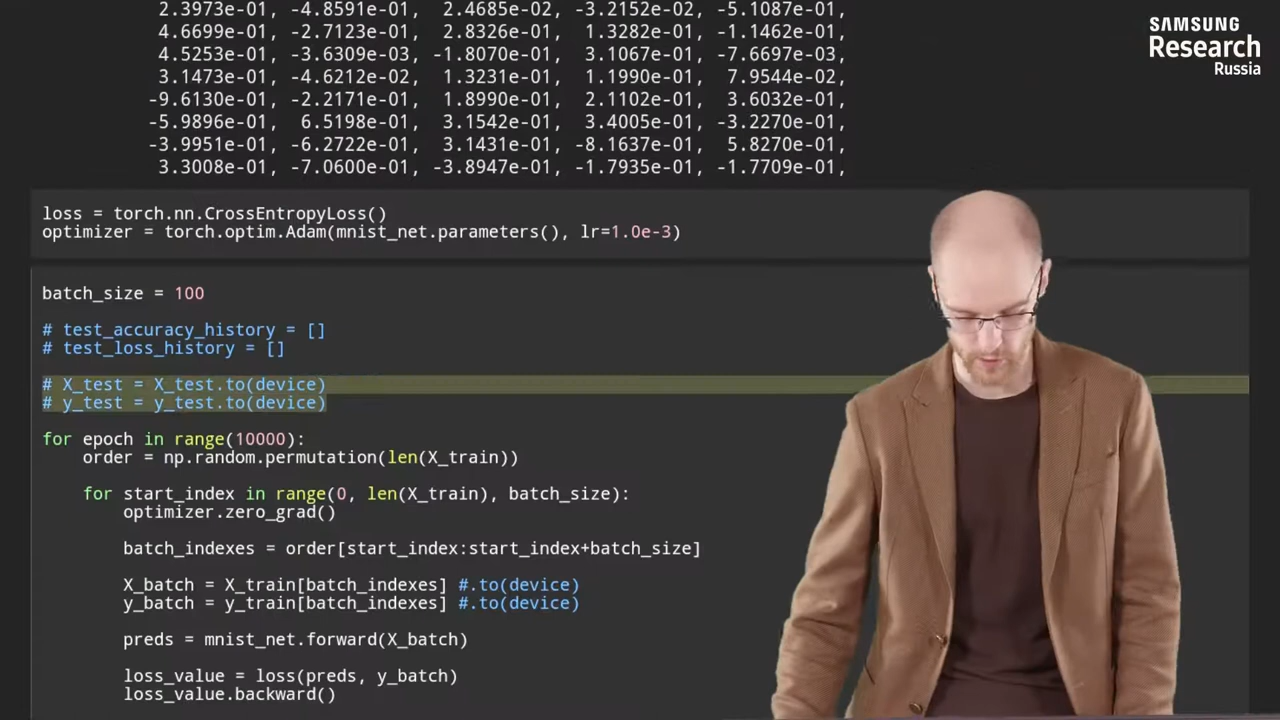 2.3973e-01, -4.8591e-01, 2.4685e-02, -3.2152e-02, -5.1087e-01,
4.6699e-01, -2.7123e-01, 2.8326e-01, 1.3282e-01, -1.1462e-01,
4.5253e-01, -3.6309e-03, -1.8070e-01, 3.1067e-01, -7.6697e-03,
3.1473e-01, -4.6212e-02, 1.3231e-01, 1.1990e-01, 7.9544e-02,
-9.6130e-01, -2.2171e-01, 1.8990e-01, 2.1102e-01, 3.6032e-01,
-5.9896e-01, 6.5198e-01, 3.1542e-01, 3.4005e-01, -3.2270e-01,
-3.9951e-01, -6.2722e-01, 3.1431e-01, -8.1637e-01, 5.8270e-01,
3.3008e-01, -7.0600e-01, -3.8947e-01, -1.7935e-01, -1.7709e-01,
SAMSUNG
Research
Russia
loss = torch.nn.CrossEntropyLoss()
optimizer = torch.optim.Adam(mnist_net.parameters(), lr=1.0e-3)
batch_size = 100
# test_accuracy_history = []
# test_loss_history = []
# X_test = X_test.to(device)
# y_test = y_test.to(device)
for epoch in range(10000):
    order = np.random.permutation(len(X_train))
    for start_index in range(0, len(X_train), batch_size):
        optimizer.zero_grad()
        batch_indexes = order[start_index:start_index+batch_size]
        X_batch = X_train[batch_indexes] #.to(device)
        y_batch = y_train[batch_indexes] #.to(device)
        preds = mnist_net.forward(X_batch)
        loss_value = loss(preds, y_batch)
        loss_value.backward()